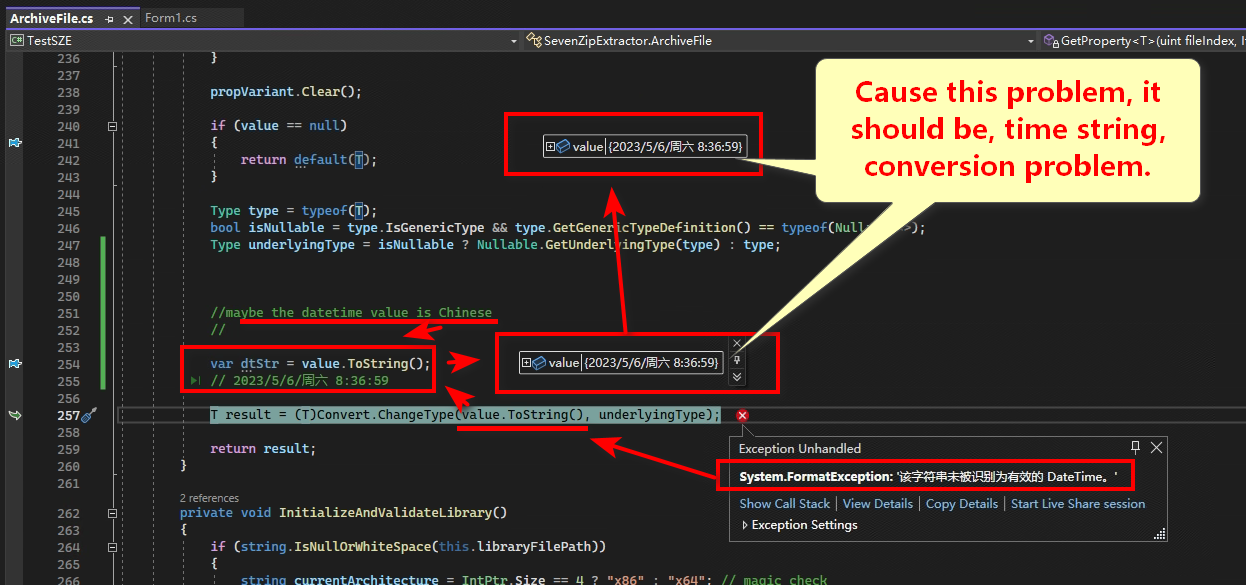 ArchiveFile.cs
Form1.cs
C# TestSZE
SevenZipExtractor.ArchiveFile
GetProperty<T>(uint fileIndex, I
236 }
237
238 propVariant.Clear();
239
240 if (value == null)
241 {
242 return default(T);
243 }
244
245 Type type = typeof(T);
246 bool isNullable = type.IsGenericType && type.GetGenericTypeDefinition() == typeof(Null >);
247 Type underlyingType = isNullable ? Nullable.GetUnderlyingType(type) : type;
248
249
250
251 //maybe the datetime value is Chinese
252 //
253
254 var dtStr = value.ToString();
255 // 2023/5/6/周六 8:36:59
256
257 T result = (T)Convert.ChangeType(value.ToString(), underlyingType);
258
259 return result;
260 }
261
2 references
262 private void InitializeAndValidateLibrary()
263 {
264 if (string.IsNullOrWhiteSpace(this.libraryFilePath))
265 {
266 string currentArchitecture = IntPtr.Size == 4 ? "x86" : "x64"; // magic check
value {2023/5/6/周六 8:36:59}
value {2023/5/6/周六 8:36:59}
Cause this problem, it
should be, time string,
conversion problem.
Exception Unhandled
System.FormatException: '该字符串未被识别为有效的 DateTime。'
Show Call Stack | View Details | Copy Details | Start Live Share session
Exception Settings